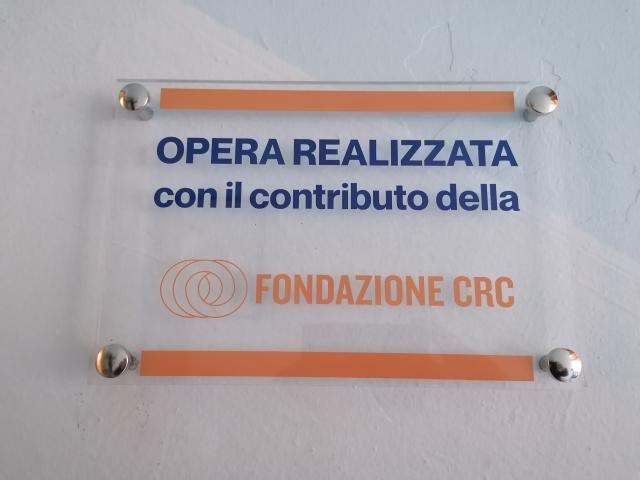 OPERA REALIZZATA
con il contributo della
FONDAZIONE CRC